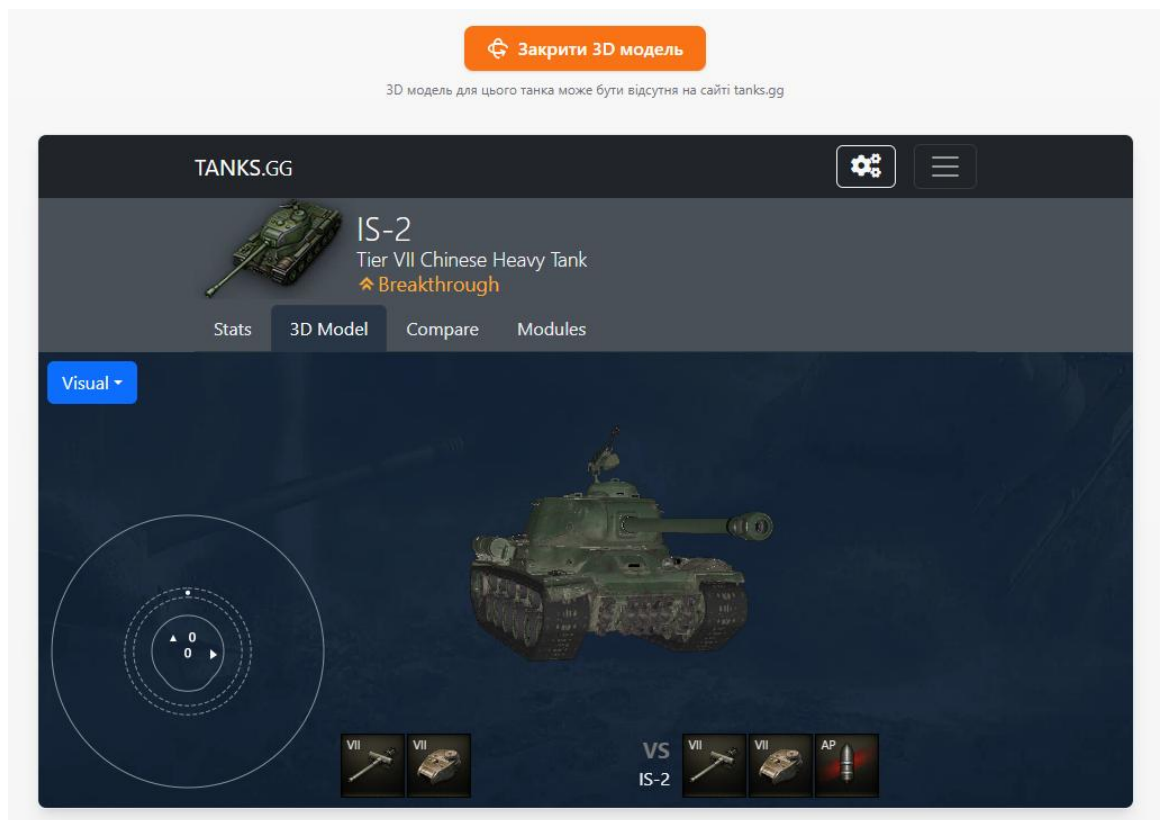 Закрити 3D модель
3D модель для цього танка може бути відсутня на сайті tanks.gg
TANKS.GG
IS-2
Tier VII Chinese Heavy Tank
Breakthrough
Stats 3D Model Compare Modules
Visual
0
0
VII VII VS VII VII AP
IS-2